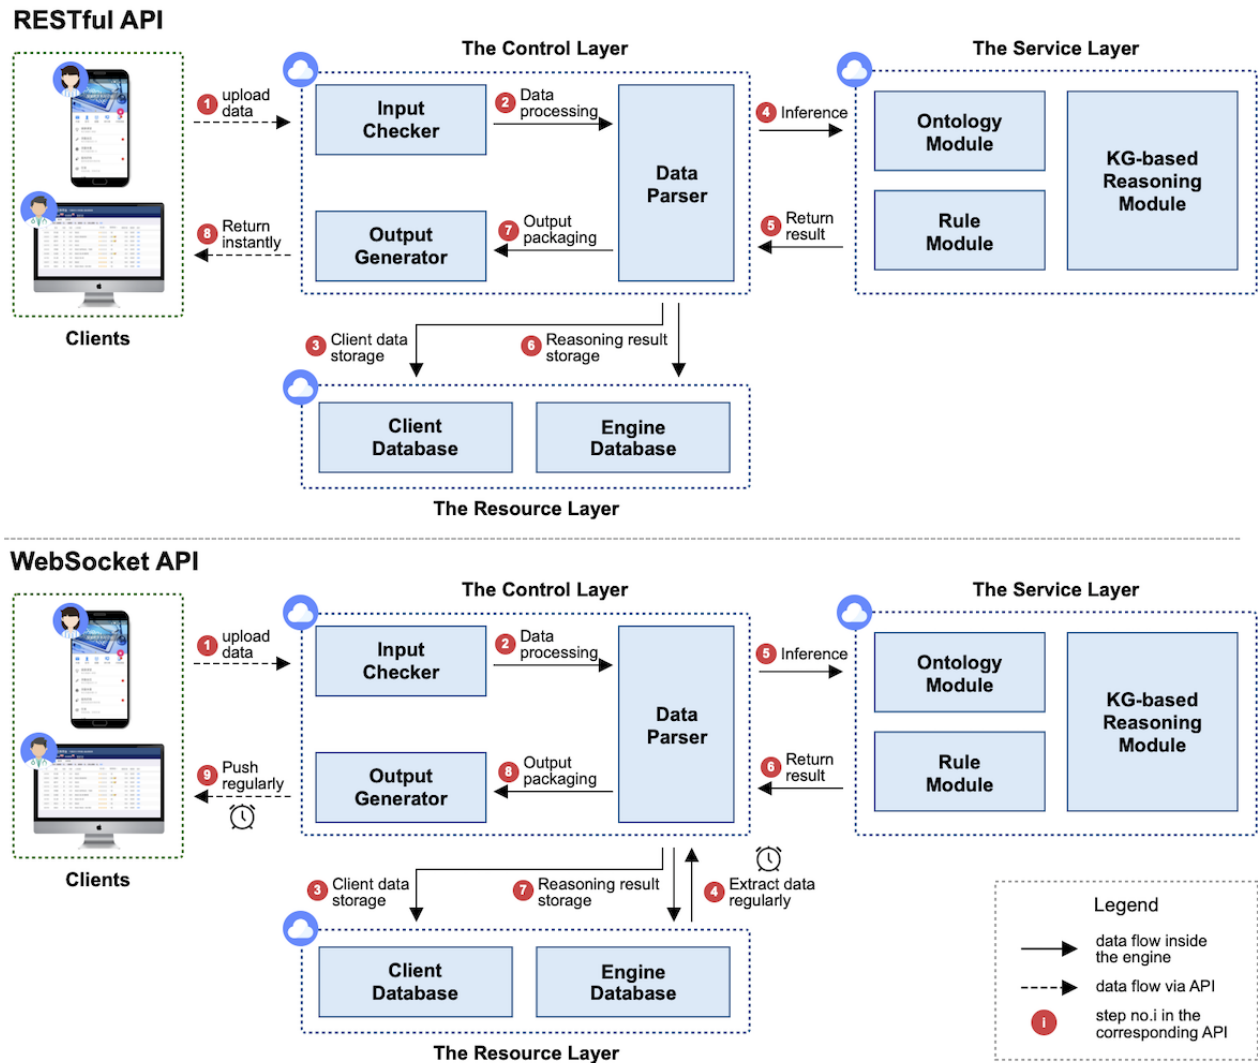 RESTful API
The Control Layer
The Service Layer
1 upload
data
Input
Checker
2 Data
processing
Data
Parser
4 Inference
Ontology
Module
KG-based
Reasoning
Module
8 Return
instantly
Output
Generator
7 Output
packaging
5 Return
result
Rule
Module
Clients
3 Client data
storage
6 Reasoning result
storage
Client
Database
Engine
Database
The Resource Layer
WebSocket API
The Control Layer
The Service Layer
1 upload
data
Input
Checker
2 Data
processing
Data
Parser
5 Inference
Ontology
Module
KG-based
Reasoning
Module
9 Push
regularly
Output
Generator
8 Output
packaging
6 Return
result
Rule
Module
Clients
3 Client data
storage
7 Reasoning result
storage
4 Extract data
regularly
Client
Database
Engine
Database
The Resource Layer
Legend
data flow inside
the engine
data flow via API
i step no.i in the
corresponding API